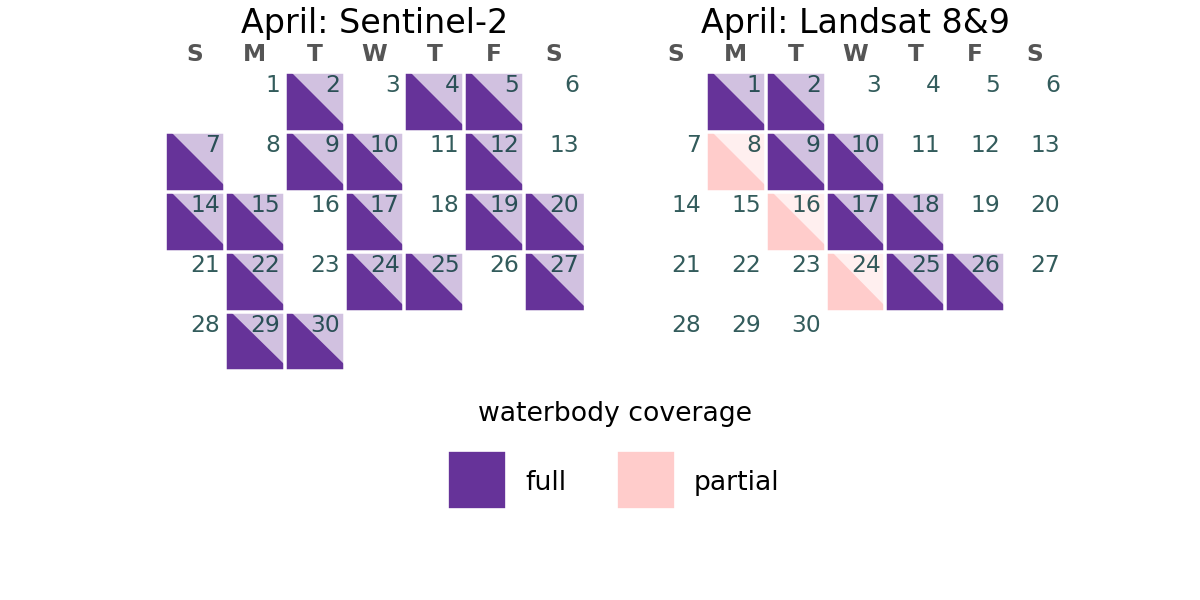 April: Sentinel-2
S M T W T F S
1 2 3 4 5 6
7 8 9 10 11 12 13
14 15 16 17 18 19 20
21 22 23 24 25 26 27
28 29 30
April: Landsat 8&9
S M T W T F S
1 2 3 4 5 6
7 8 9 10 11 12 13
14 15 16 17 18 19 20
21 22 23 24 25 26 27
28 29 30
waterbody coverage
full partial